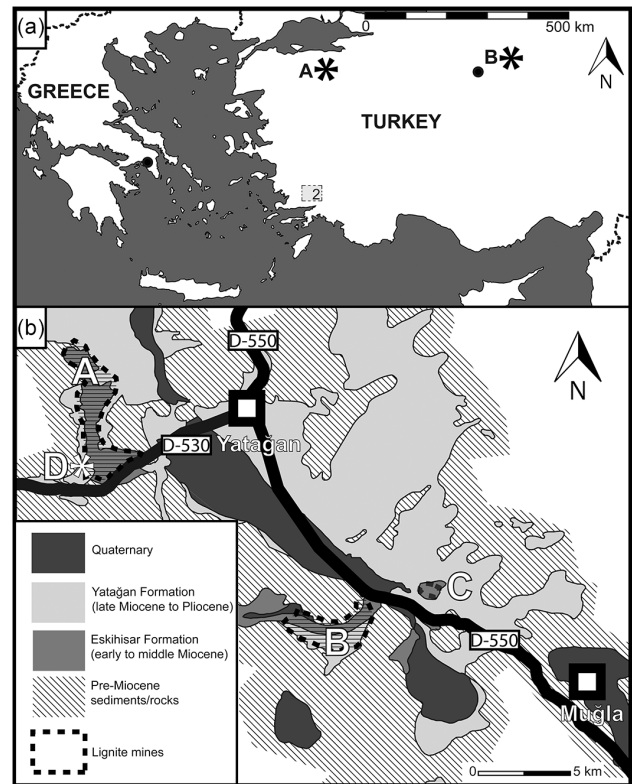 (a)
0 500 km
A
B
N
GREECE
TURKEY
2
(b)
D-550
N
A
D-530
Yatağan
D
C
B
D-550
Muğla
Quaternary
Yatağan Formation
(late Miocene to Pliocene)
Eskihisar Formation
(early to middle Miocene)
Pre-Miocene
sediments/rocks
Lignite mines
0 5 km